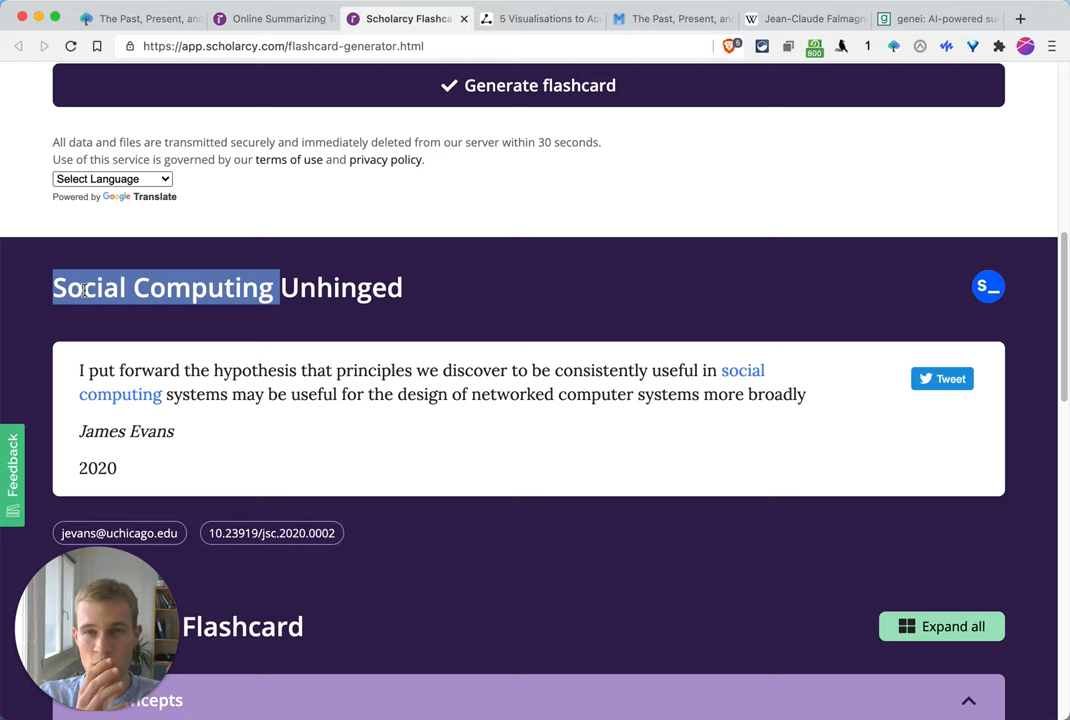 The Past, Present, an
Online Summarizing T
Scholarcy Flashca
5 Visualisations to Ac
The Past, Present, an
Jean-Claude Falmagn
genei: AI-powered su
https://app.scholarcy.com/flashcard-generator.html
Generate flashcard
All data and files are transmitted securely and immediately deleted from our server within 30 seconds.
Use of this service is governed by our terms of use and privacy policy.
Select Language
Powered by Google Translate
Social Computing Unhinged
S_
I put forward the hypothesis that principles we discover to be consistently useful in social
computing systems may be useful for the design of networked computer systems more broadly
Tweet
James Evans
2020
Feedback
jevans@uchicago.edu
10.23919/jsc.2020.0002
Flashcard
Expand all
ncepts